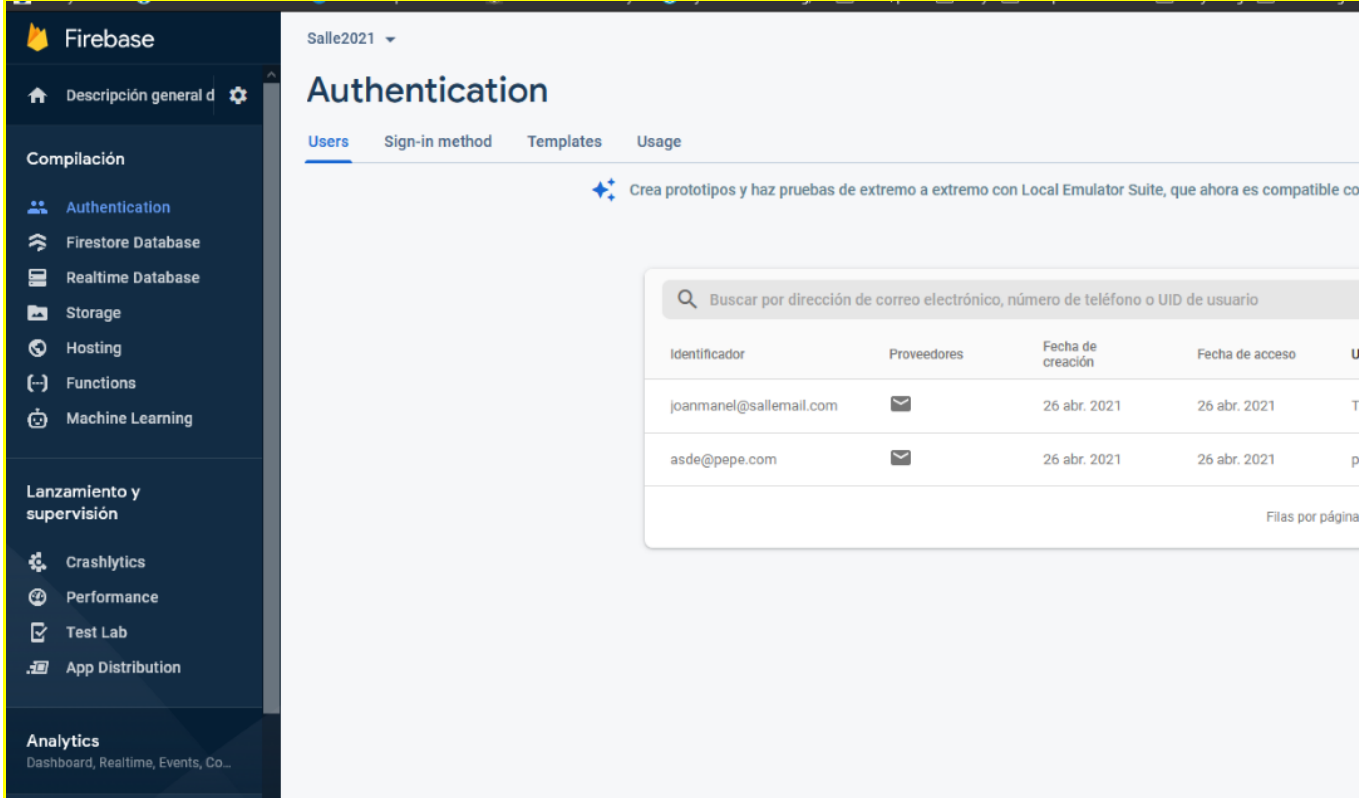 Firebase
Salle2021
Descripción general d
Authentication
Users Sign-in method Templates Usage
Compilación
Crea prototipos y haz pruebas de extremo a extremo con Local Emulator Suite, que ahora es compatible co
Authentication
Firestore Database
Realtime Database
Storage
Hosting
Functions
Machine Learning
Buscar por dirección de correo electrónico, número de teléfono o UID de usuario
Identificador Proveedores Fecha de creación Fecha de acceso U
joanmanel@sallemail.com 26 abr. 2021 26 abr. 2021 T
asde@pepe.com 26 abr. 2021 26 abr. 2021 p
Filas por página
Lanzamiento y
supervisión
Crashlytics
Performance
Test Lab
App Distribution
Analytics
Dashboard, Realtime, Events, Co...